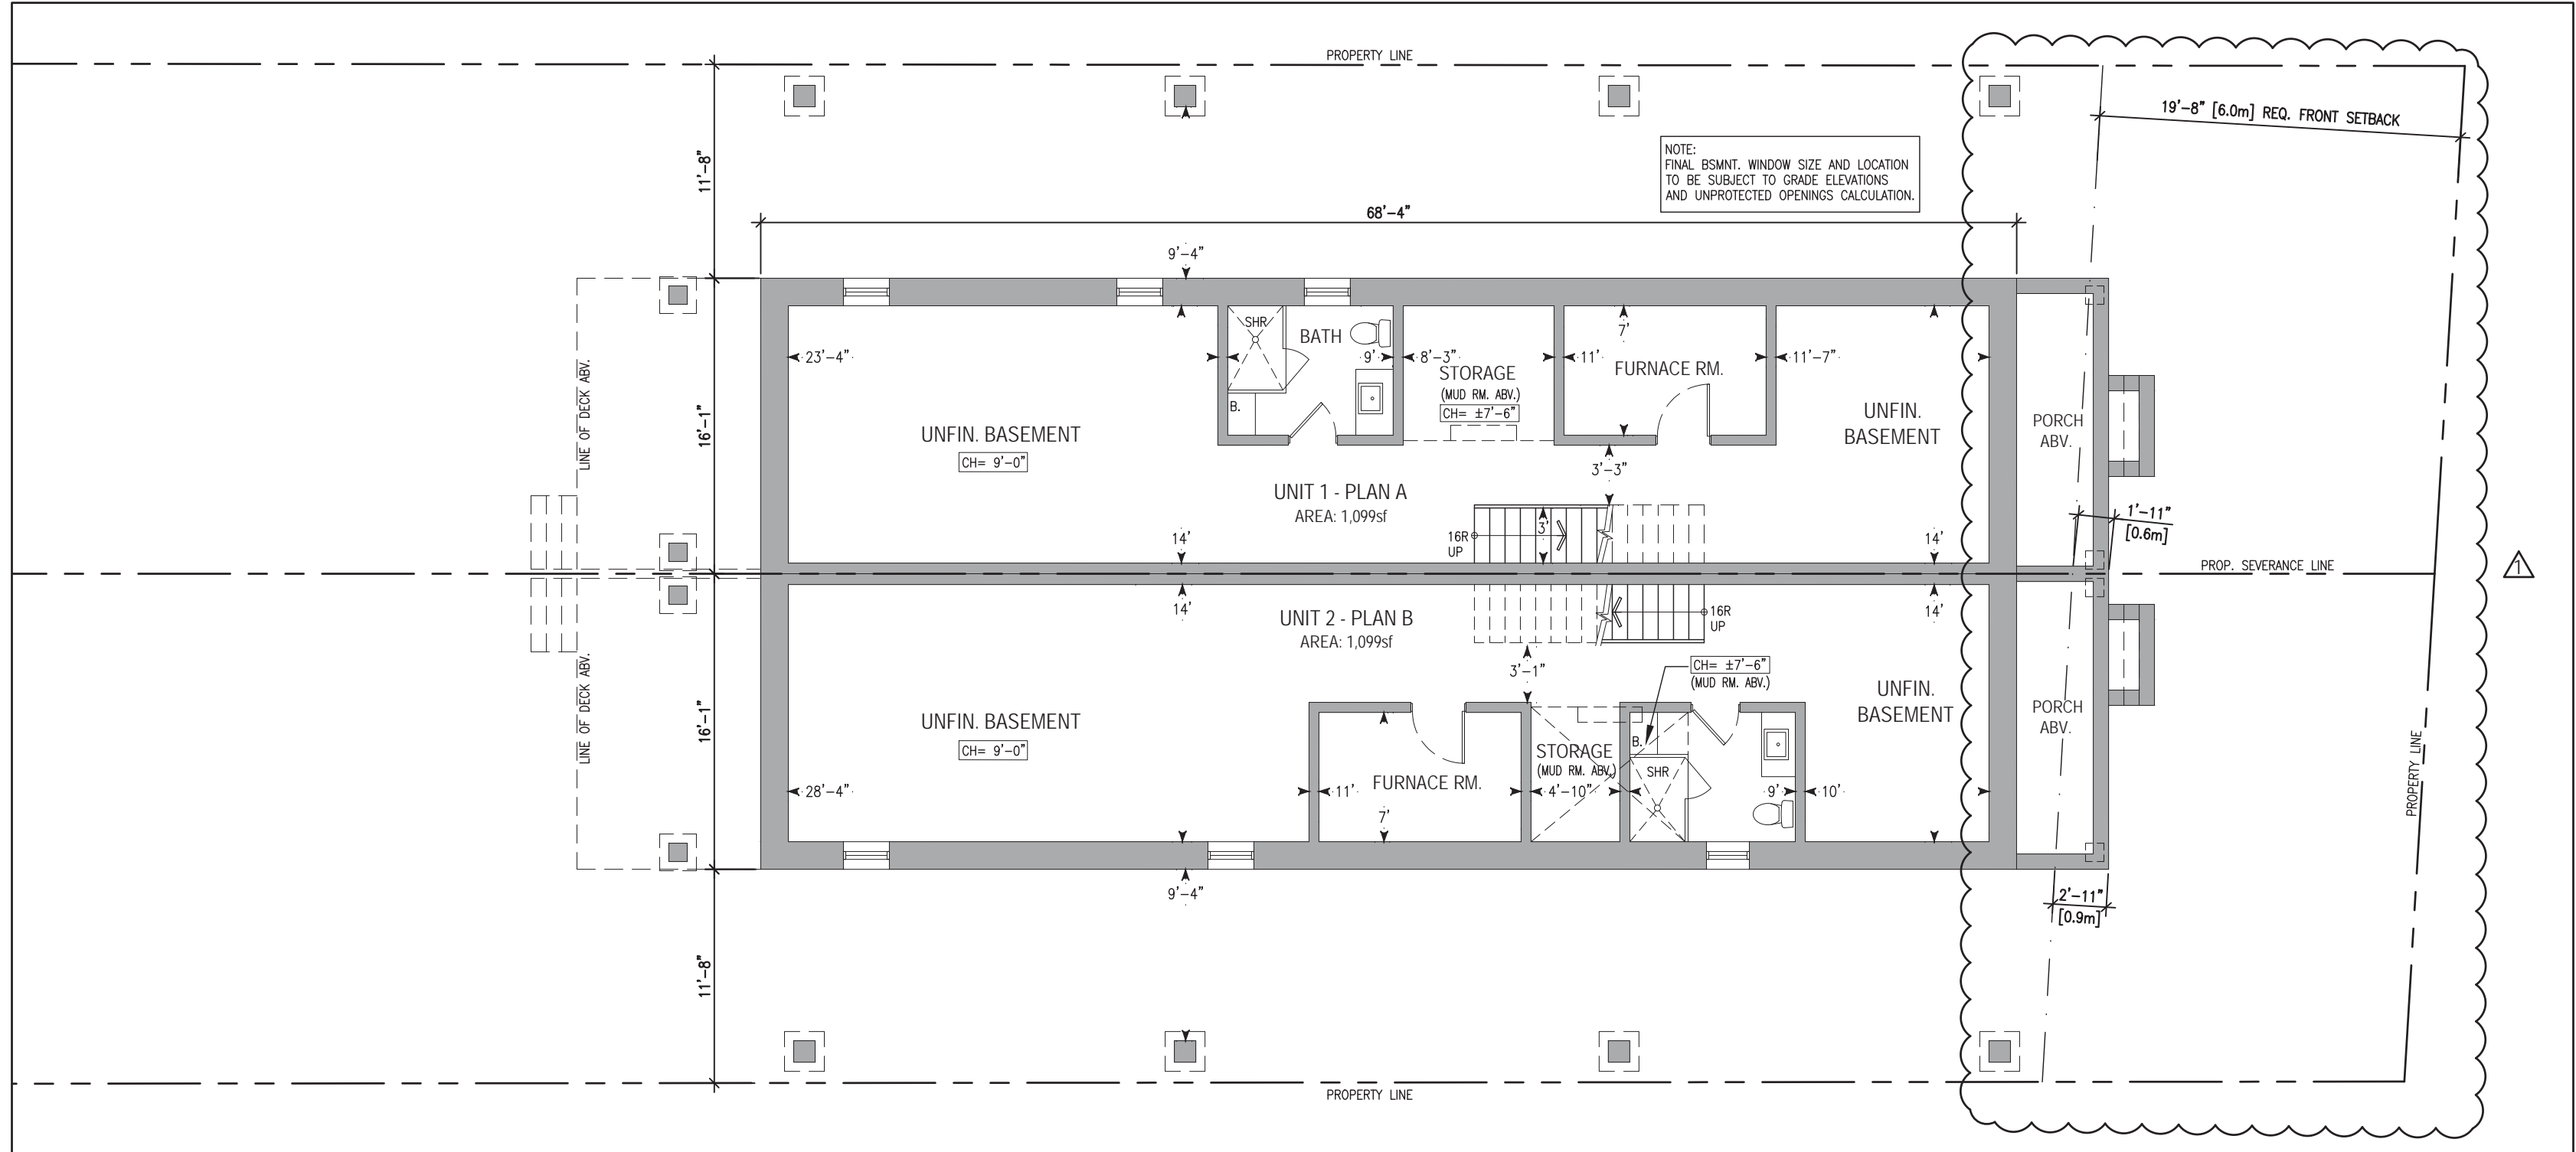 PROPERTY LINE
19'-8" [6.0m] REQ. FRONT SETBACK
11'-8"
NOTE:
FINAL BSMNT. WINDOW SIZE AND LOCATION
TO BE SUBJECT TO GRADE ELEVATIONS
AND UNPROTECTED OPENINGS CALCULATION.
68'-4"
9'-4"
SHR
BATH
7'
23'-4"
9'
8'-3"
11'
11'-7"
STORAGE
(MUD RM. ABV.)
CH= ±7'-6"
FURNACE RM.
B.
LINE OF DECK ABV.
16'-1"
UNFIN. BASEMENT
CH= 9'-0"
UNFIN.
BASEMENT
PORCH
ABV.
3'-3"
UNIT 1 - PLAN A
AREA: 1,099sf
3'
16R
UP
14'
14'
1'-11"
[0.6m]
PROP. SEVERANCE LINE
1
14'
14'
UNIT 2 - PLAN B
AREA: 1,099sf
16R
UP
3'-1"
CH= ±7'-6"
(MUD RM. ABV.)
LINE OF DECK ABV.
16'-1"
UNFIN. BASEMENT
CH= 9'-0"
UNFIN.
BASEMENT
PORCH
ABV.
B.
STORAGE
(MUD RM. ABV.)
SHR
FURNACE RM.
28'-4"
11'
4'-10"
9'
10'
7'
PROPERTY LINE
9'-4"
2'-11"
[0.9m]
11'-8"
PROPERTY LINE